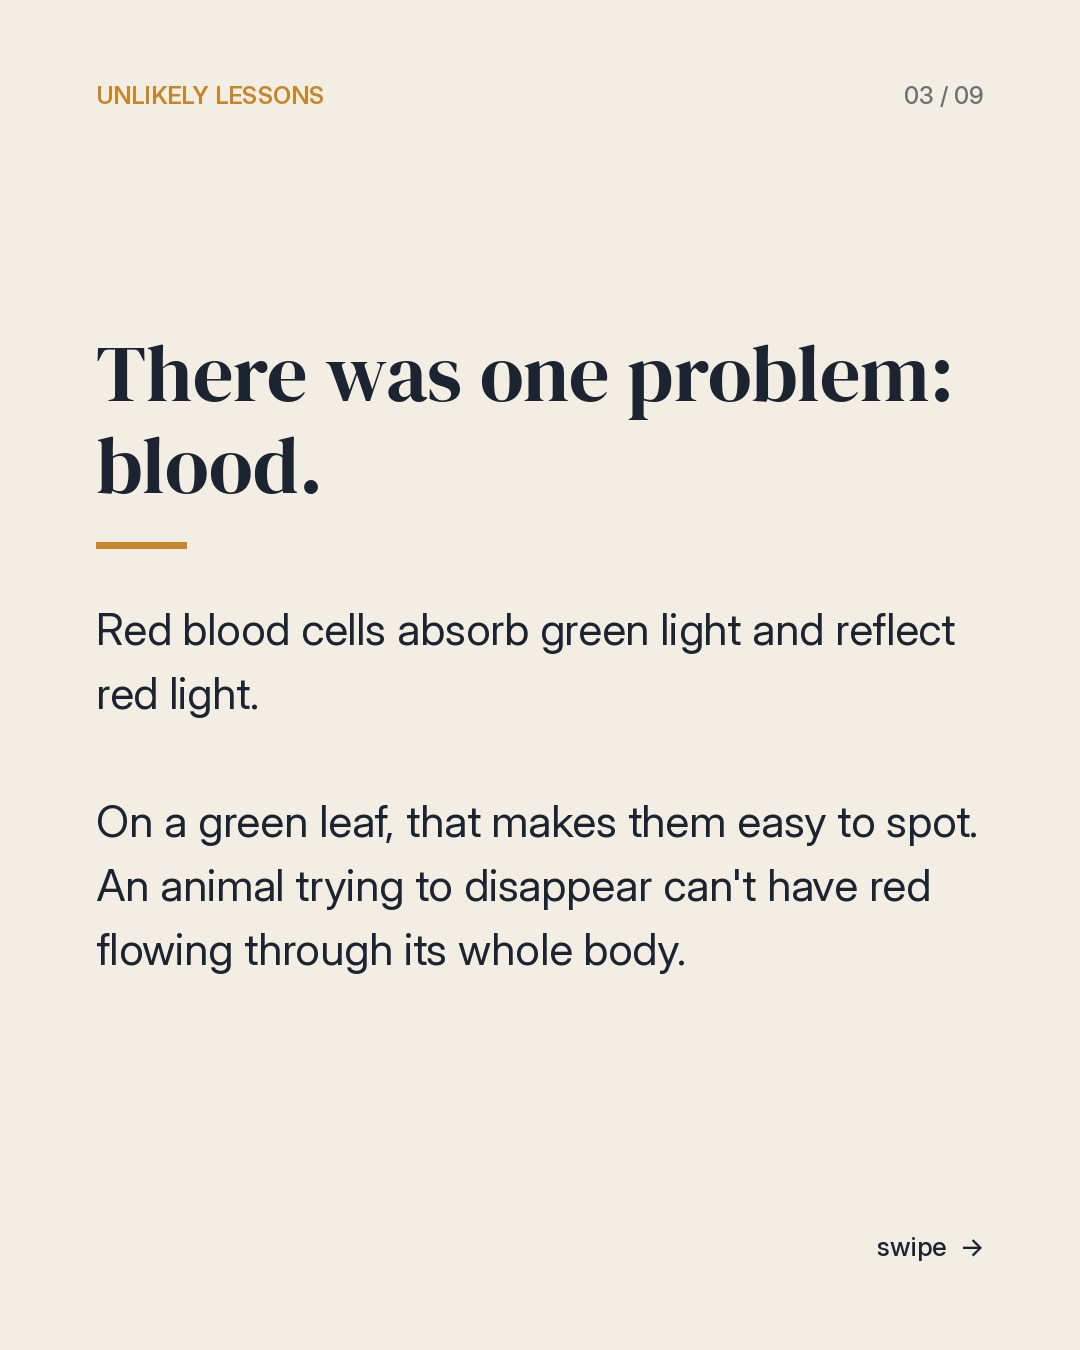 UNLIKELY LESSONS
03 / 09
There was one problem:
blood.
Red blood cells absorb green light and reflect
red light.
On a green leaf, that makes them easy to spot.
An animal trying to disappear can't have red
flowing through its whole body.
swipe →